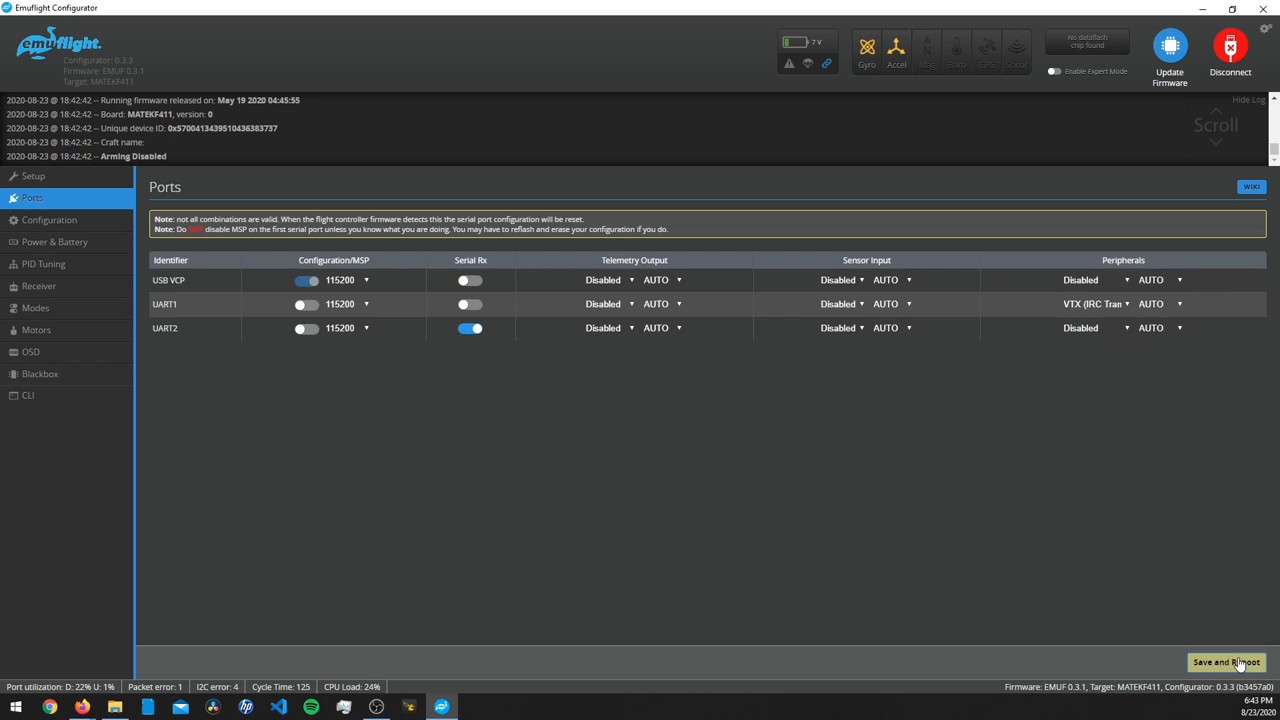 Emuflight Configurator
emuflight.
Configurator: 0.3.3
Firmware: EMUF 0.3.1
Target: MATEKF411
7 V
Gyro Accel Mag Baro GPS Sonar
No dataflash
chip found
Enable Expert Mode
Update
Firmware
Disconnect
2020-08-23 @ 18:42:42 -- Running firmware released on: May 19 2020 04:45:55
2020-08-23 @ 18:42:42 -- Board: MATEKF411, version: 0
2020-08-23 @ 18:42:42 -- Unique device ID: 0x5700413439510436383737
2020-08-23 @ 18:42:42 -- Craft name:
2020-08-23 @ 18:42:42 -- Arming Disabled
Hide Log
Scroll
Setup
Ports
Configuration
Power & Battery
PID Tuning
Receiver
Modes
Motors
OSD
Blackbox
CLI
Ports
WIKI
Note: not all combinations are valid. When the flight controller firmware detects this the serial port configuration will be reset.
Note: Do NOT disable MSP on the first serial port unless you know what you are doing. You may have to reflash and erase your configuration if you do.
Identifier Configuration/MSP Serial Rx Telemetry Output Sensor Input Peripherals
USB VCP 115200 Disabled AUTO Disabled AUTO Disabled AUTO
UART1 115200 Disabled AUTO Disabled AUTO VTX (IRC Tran AUTO
UART2 115200 Disabled AUTO Disabled AUTO Disabled AUTO
Save and Reboot
Port utilization: D: 22% U: 1% Packet error: 1 I2C error: 4 Cycle Time: 125 CPU Load: 24% Firmware: EMUF 0.3.1, Target: MATEKF411, Configurator: 0.3.3 (b3457a0)
6:43 PM
8/23/2020